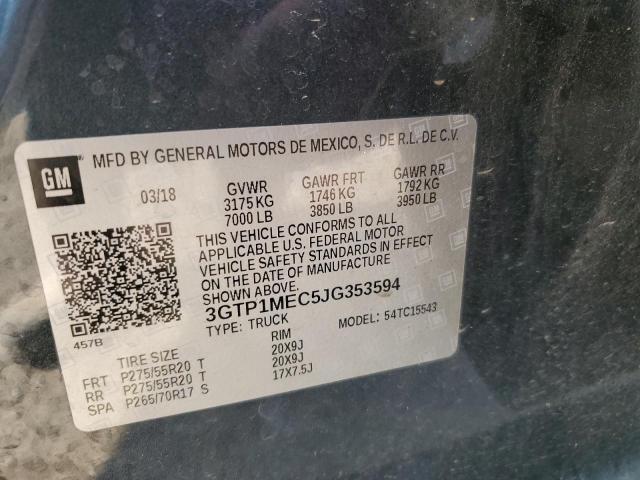 GM MFD BY GENERAL MOTORS DE MEXICO, S. DE R.L. DE C.V.
03/18 GVWR GAWR FRT GAWR RR
3175 KG 1746 KG 1792 KG
7000 LB 3850 LB 3950 LB
THIS VEHICLE CONFORMS TO ALL
APPLICABLE U.S. FEDERAL MOTOR
VEHICLE SAFETY STANDARDS IN EFFECT
ON THE DATE OF MANUFACTURE
SHOWN ABOVE.
3GTP1MEC5JG353594
TYPE: TRUCK MODEL: 54TC15543
457B
TIRE SIZE RIM
FRT P275/55R20 T 20X9J
RR P275/55R20 T 20X9J
SPA P265/70R17 S 17X7.5J